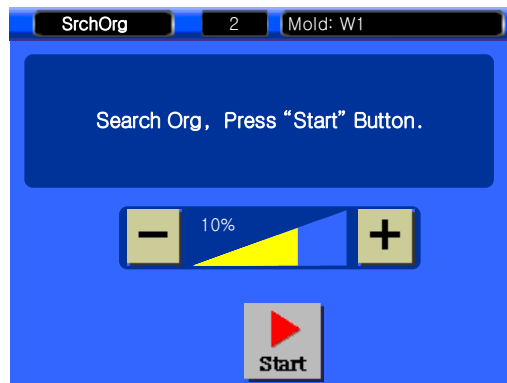 SrchOrg 2 Mold: W1
Search Org, Press “Start” Button.
10%
Start